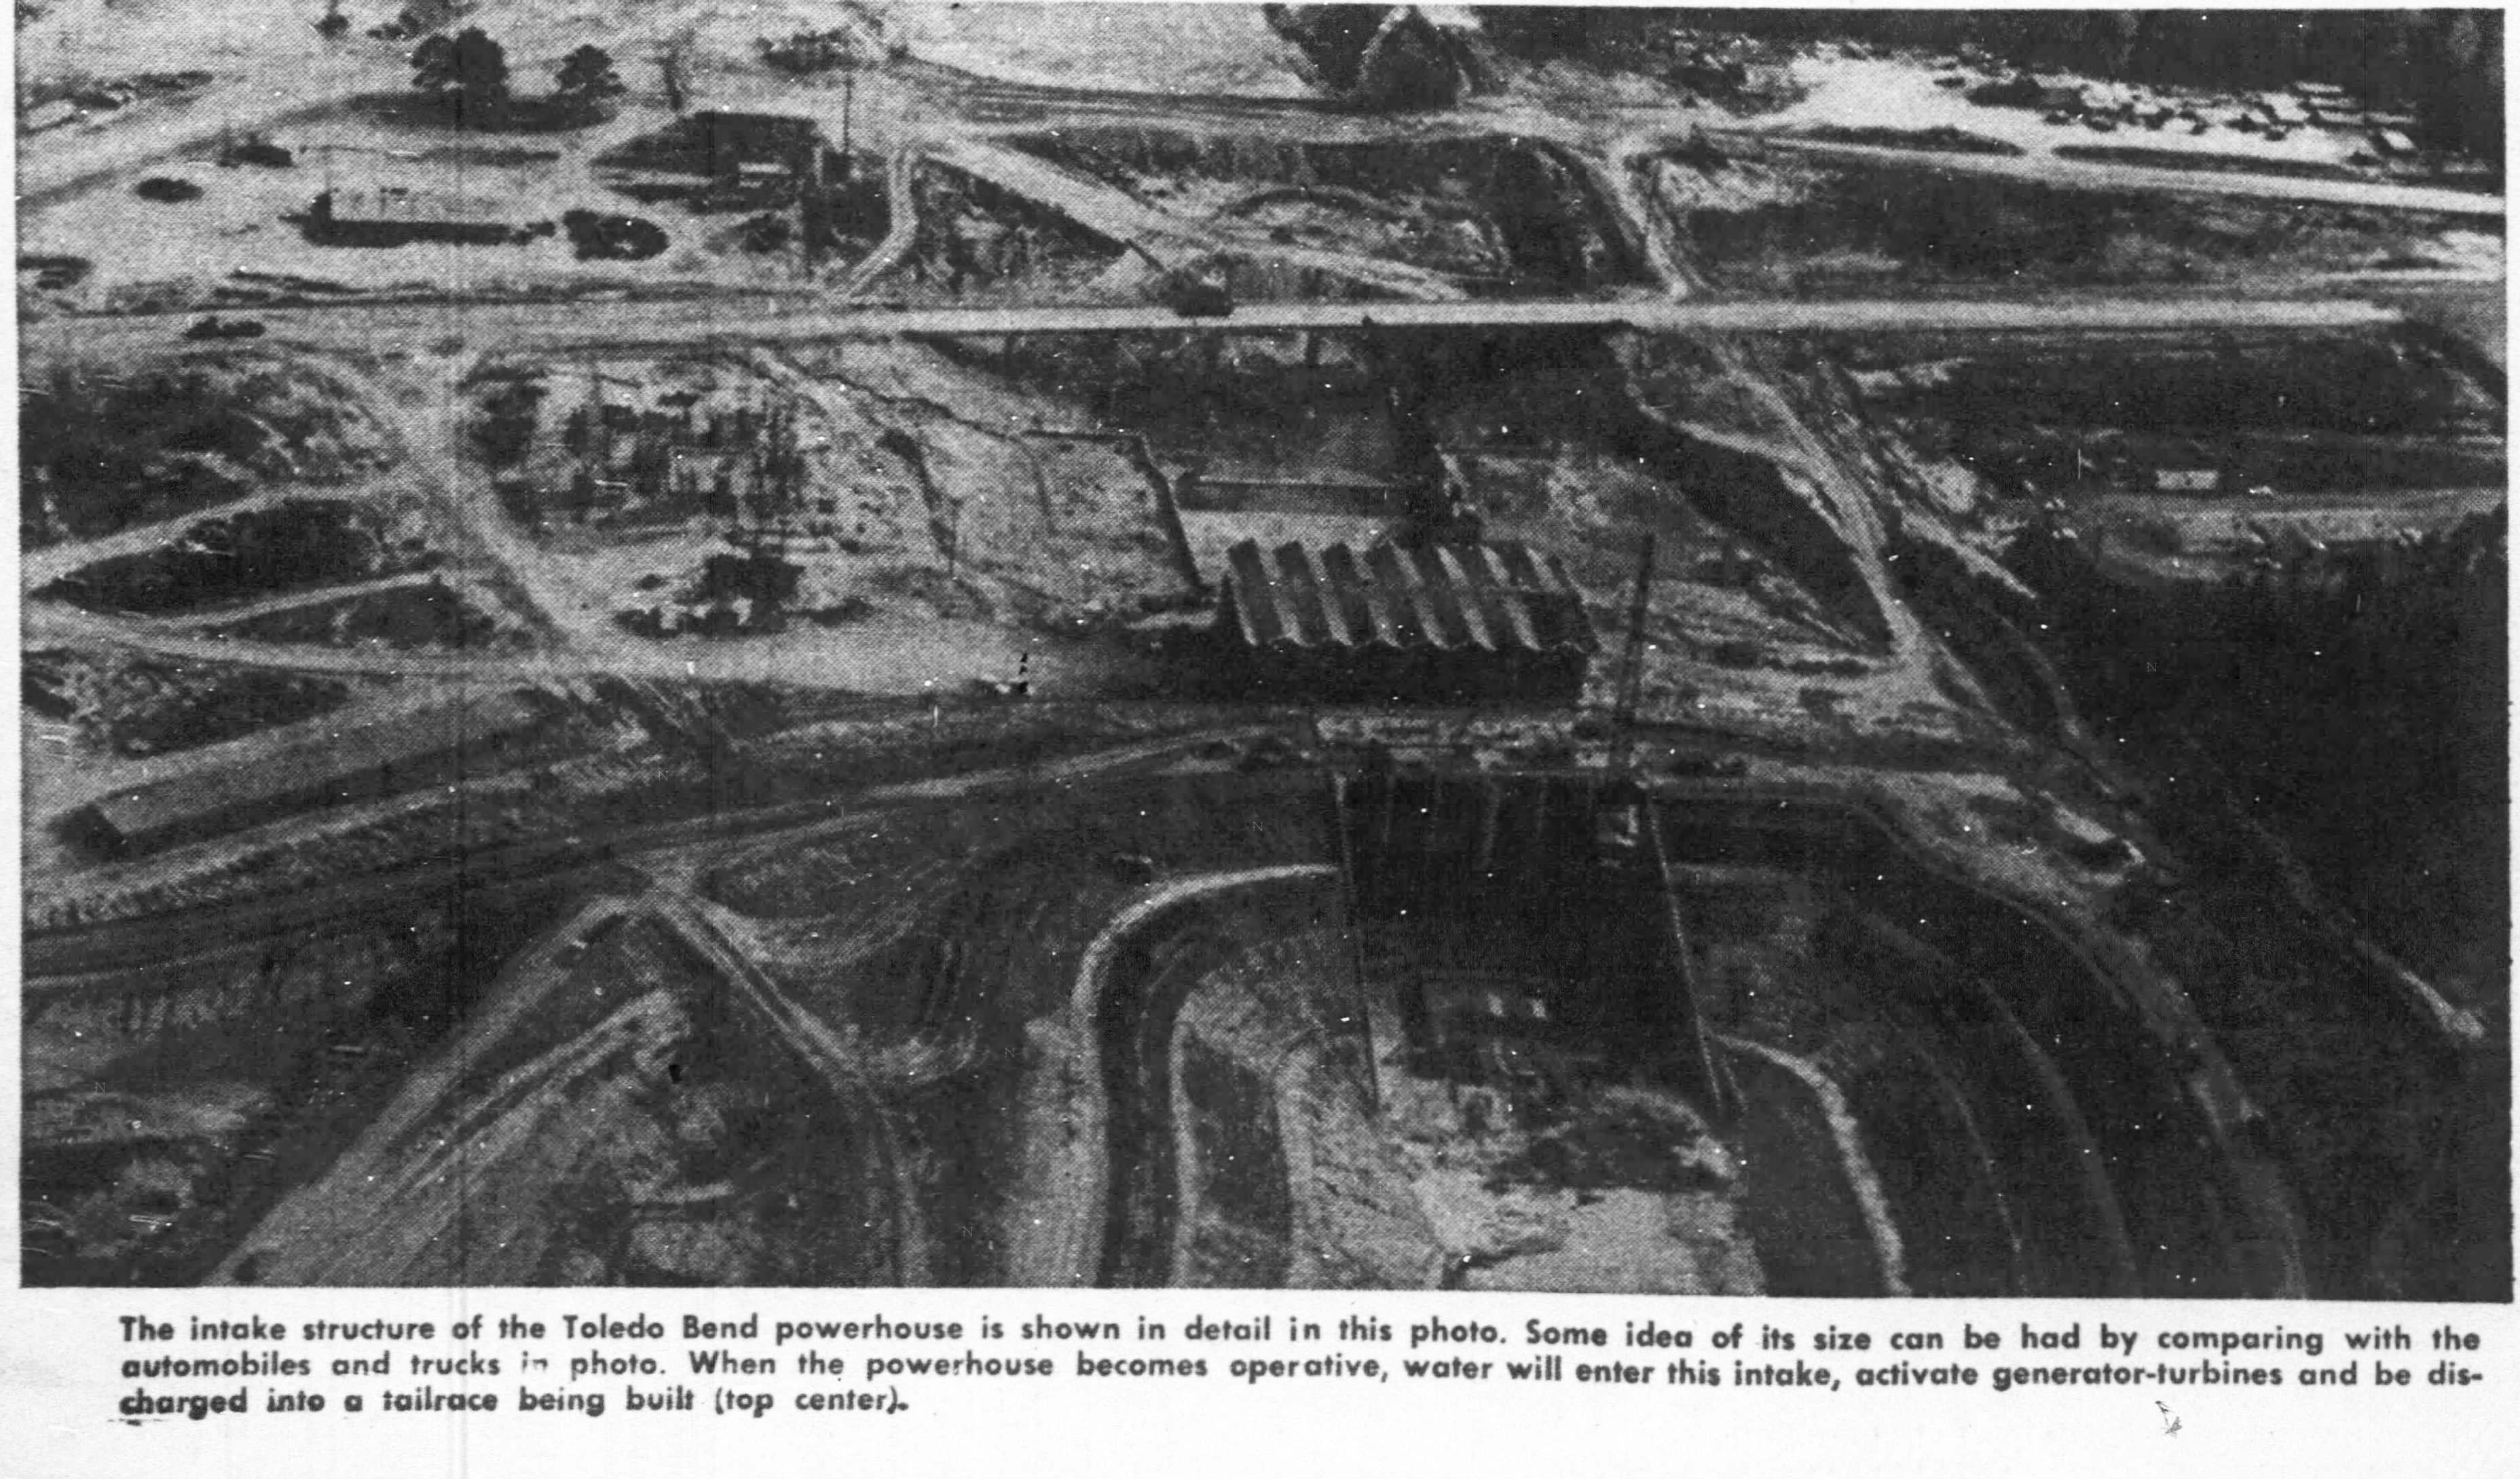 The intake structure of the Toledo Bend powerhouse is shown in detail in this photo. Some idea of its size can be had by comparing with the
automobiles and trucks in photo. When the powerhouse becomes operative, water will enter this intake, activate generator-turbines and be dis-
charged into a tailrace being built (top center).